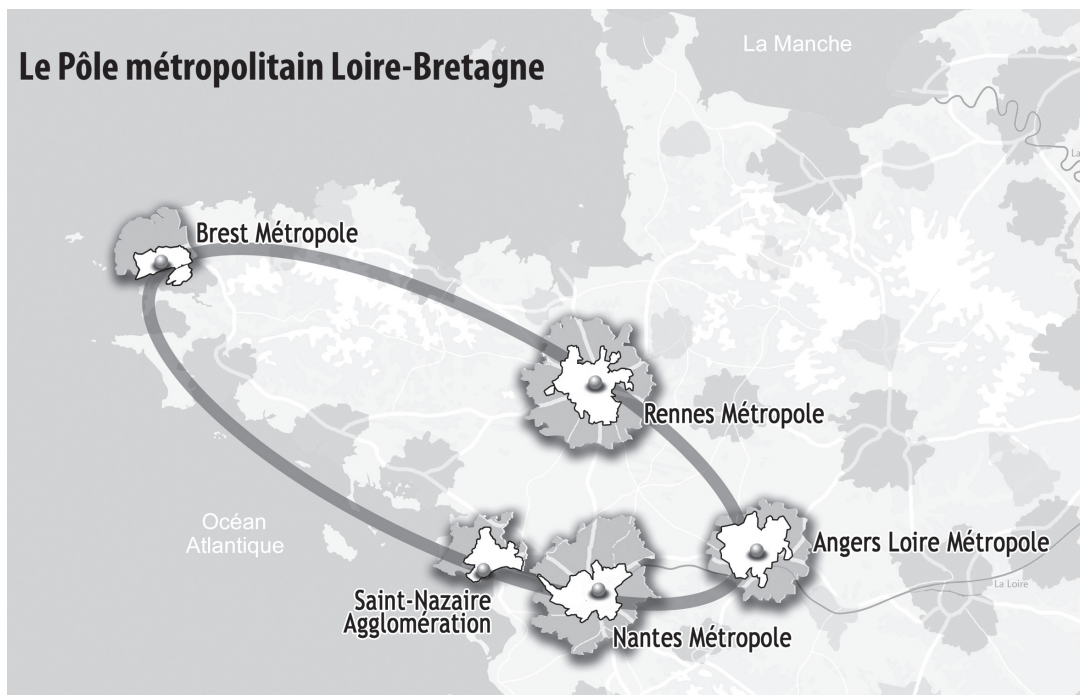 La Manche
Le Pôle métropolitain Loire-Bretagne
La
Brest Métropole
Rennes Métropole
Océan
Atlantique
Angers Loire Métropole
La Loire
Saint-Nazaire
Agglomération
Nantes Métropole